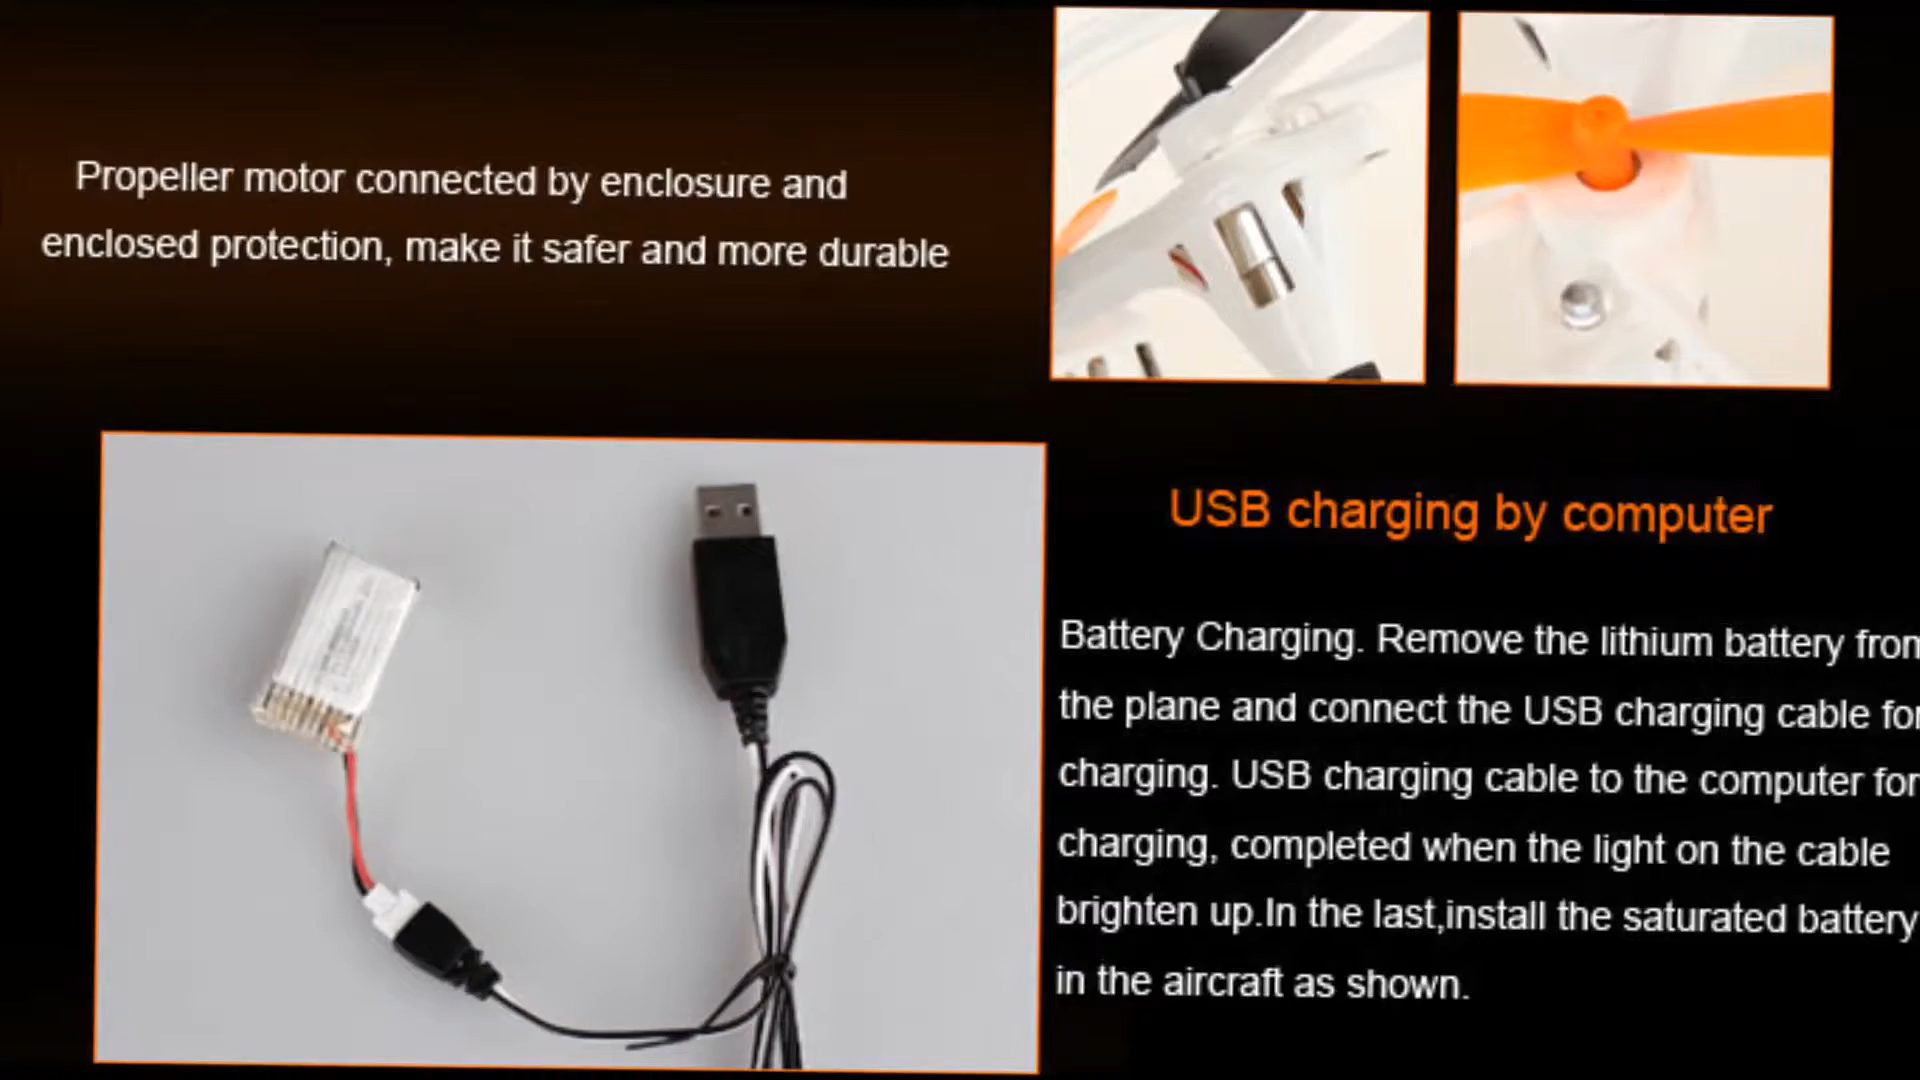 Propeller motor connected by enclosure and
enclosed protection, make it safer and more durable
USB charging by computer
Battery Charging. Remove the lithium battery from
the plane and connect the USB charging cable for
charging. USB charging cable to the computer for
charging, completed when the light on the cable
brighten up.In the last,install the saturated battery
in the aircraft as shown.